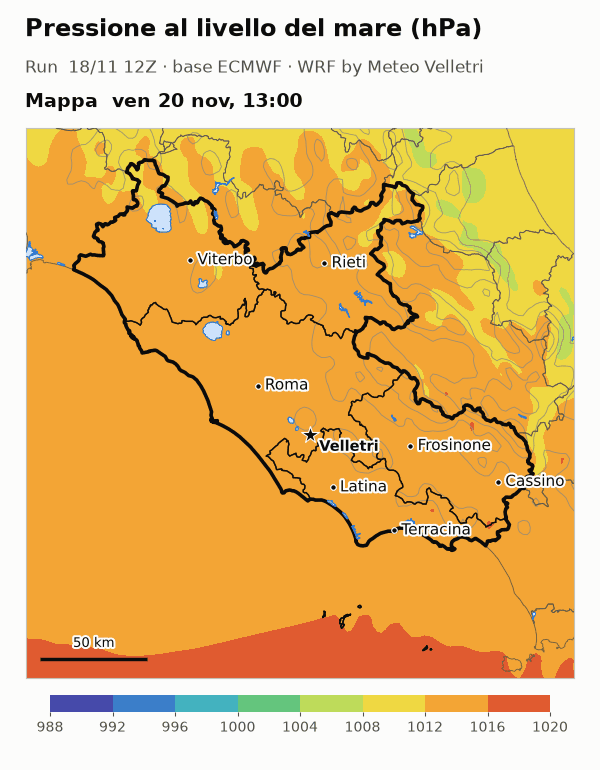 Pressione al livello del mare (hPa)
Run  18/11 12Z · base ECMWF · WRF by Meteo Velletri
Mappa  ven 20 nov, 13:00
Viterbo
Rieti
Roma
Velletri
Frosinone
Latina
Cassino
Terracina
50 km
988 992 996 1000 1004 1008 1012 1016 1020